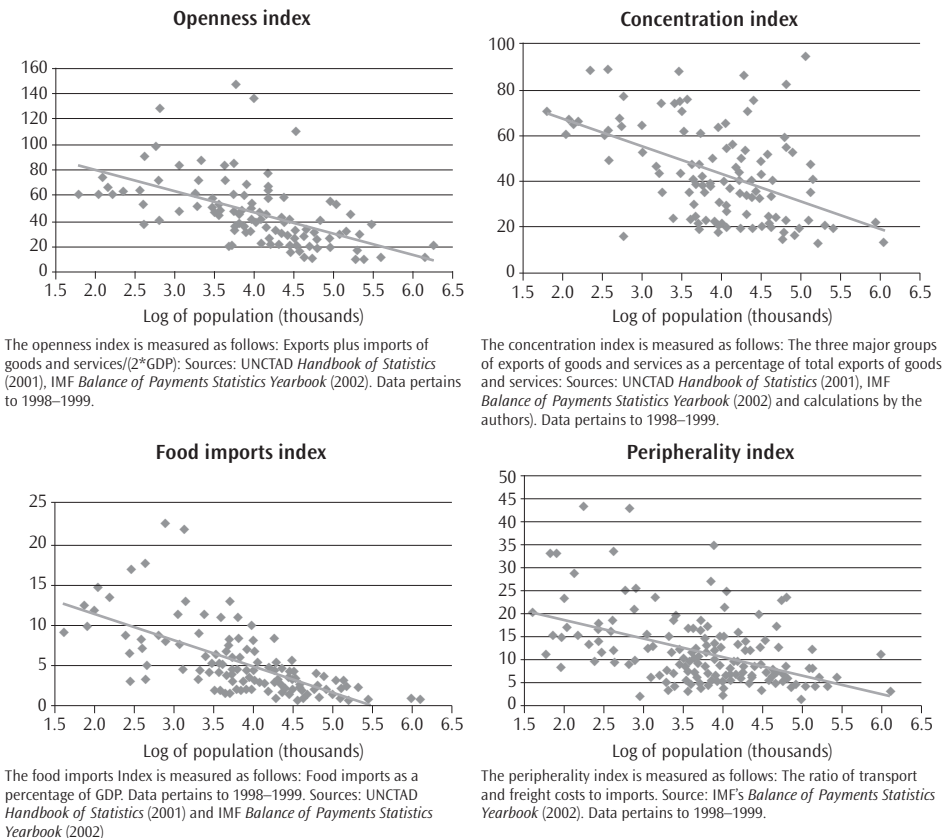 Openness index
160
140
120
100
80
60
40
20
0
1.5 2.0 2.5 3.0 3.5 4.0 4.5 5.0 5.5 6.0 6.5
Log of population (thousands)
The openness index is measured as follows: Exports plus imports of
goods and services/(2*GDP): Sources: UNCTAD Handbook of Statistics
(2001), IMF Balance of Payments Statistics Yearbook (2002). Data pertains
to 1998–1999.
Concentration index
100
80
60
40
20
0
1.5 2.0 2.5 3.0 3.5 4.0 4.5 5.0 5.5 6.0 6.5
Log of population (thousands)
The concentration index is measured as follows: The three major groups
of exports of goods and services as a percentage of total exports of goods
and services: Sources: UNCTAD Handbook of Statistics (2001), IMF
Balance of Payments Statistics Yearbook (2002) and calculations by the
authors). Data pertains to 1998–1999.
Food imports index
25
20
15
10
5
0
1.5 2.0 2.5 3.0 3.5 4.0 4.5 5.0 5.5 6.0 6.5
Log of population (thousands)
The food imports Index is measured as follows: Food imports as a
percentage of GDP. Data pertains to 1998–1999. Sources: UNCTAD
Handbook of Statistics (2001) and IMF Balance of Payments Statistics
Yearbook (2002)
Peripherality index
50
45
40
35
30
25
20
15
10
5
0
1.5 2.0 2.5 3.0 3.5 4.0 4.5 5.0 5.5 6.0 6.5
Log of population (thousands)
The peripherality index is measured as follows: The ratio of transport
and freight costs to imports. Source: IMF's Balance of Payments Statistics
Yearbook (2002). Data pertains to 1998–1999.